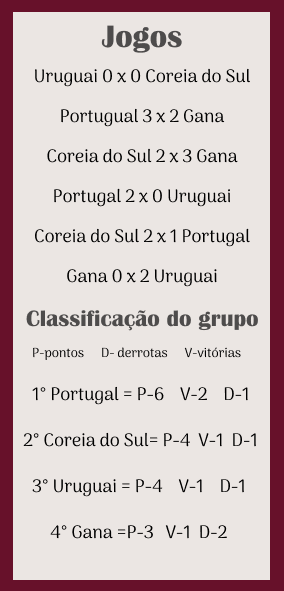 Jogos
Uruguai 0 x 0 Coreia do Sul
Portugual 3 x 2 Gana
Coreia do Sul 2 x 3 Gana
Portugal 2 x 0 Uruguai
Coreia do Sul 2 x 1 Portugal
Gana 0 x 2 Uruguai
Classificação do grupo
P-pontos D- derrotas V-vitórias
1° Portugal = P-6 V-2 D-1
2° Coreia do Sul= P-4 V-1 D-1
3° Uruguai = P-4 V-1 D-1
4° Gana =P-3 V-1 D-2